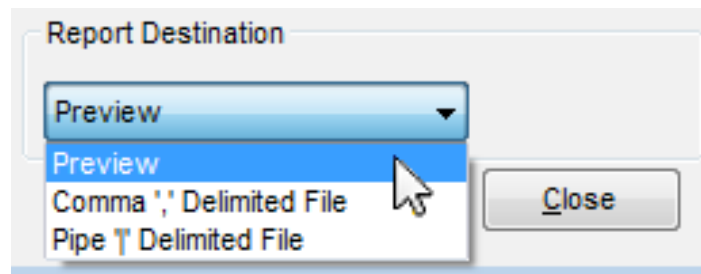 Report Destination
Preview
Preview
Comma ',' Delimited File
Close
Pipe '|' Delimited File